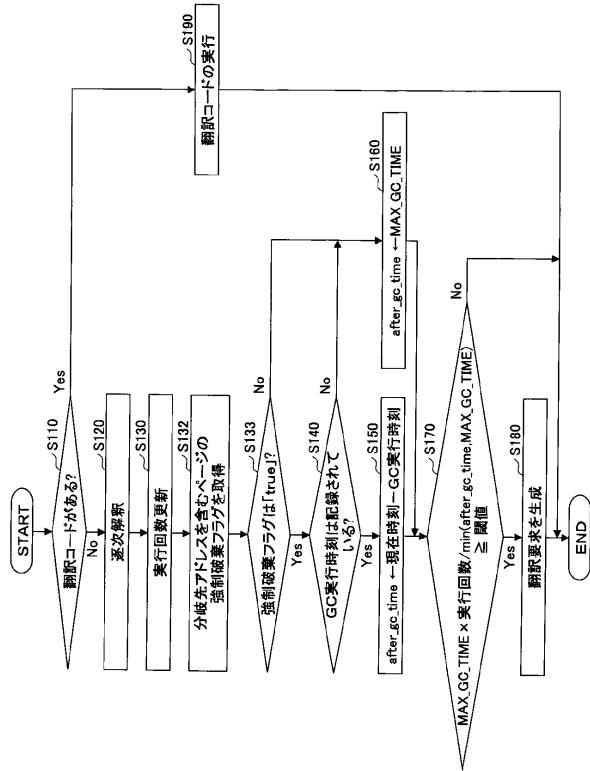 START
S110
翻訳コードがある?
Yes
No
S190
翻訳コードの実行
S120
逐次解釈
S130
実行回数更新
S132
分岐先アドレスを含むページの
強制破棄フラグを取得
S133
強制破棄フラグは「true」?
No
Yes
S140
GC実行時刻は記録されて
いる?
No
Yes
S150
after_gc_time ←現在時刻－GC実行時刻
S160
after_gc_time ←MAX_GC_TIME
S170
MAX_GC_TIME × 実行回数/min(after_gc_time,MAX_GC_TIME)
≧ 閾値
No
Yes
S180
翻訳要求を生成
END